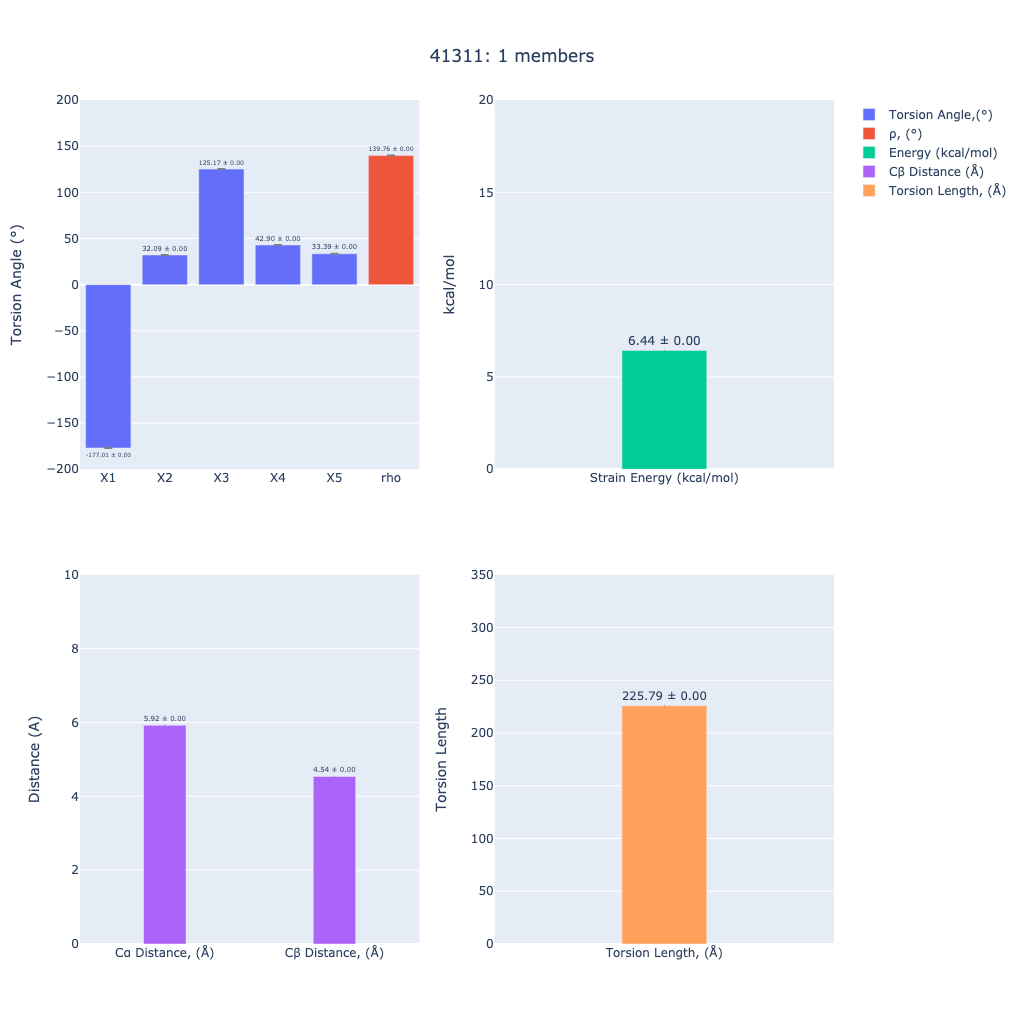 41311: 1 members
200
150
100
50
0
−50
−100
−150
−200
Torsion Angle (°)
-177.01 ± 0.00
32.09 ± 0.00
125.17 ± 0.00
42.90 ± 0.00
33.39 ± 0.00
139.76 ± 0.00
X1
X2
X3
X4
X5
rho
20
15
10
5
0
kcal/mol
6.44 ± 0.00
Strain Energy (kcal/mol)
Torsion Angle,(°)
ρ, (°)
Energy (kcal/mol)
Cβ Distance (Å)
Torsion Length, (Å)
10
8
6
4
2
0
Distance (A)
5.92 ± 0.00
4.54 ± 0.00
Cα Distance, (Å)
Cβ Distance, (Å)
350
300
250
200
150
100
50
0
Torsion Length
225.79 ± 0.00
Torsion Length, (Å)